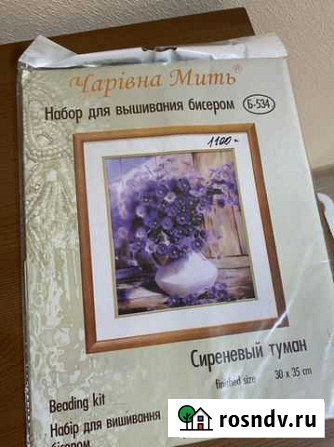 Чарівна Мить®
Набор для вышивания бисером Б-534
1100=
Сиреневый туман
finished size 30 x 35 cm
Beading kit
Набір для вишивання
бісером
rosndv.ru